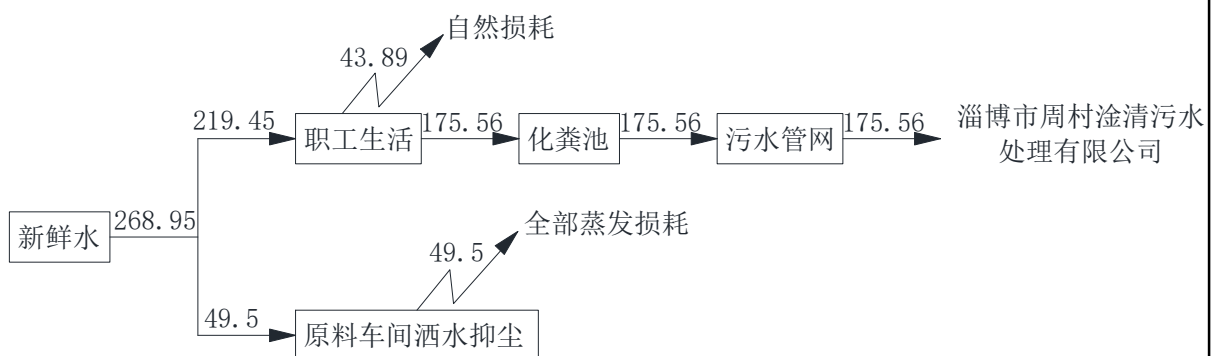 自然损耗
43.89
219.45
职工生活
175.56
化粪池
175.56
污水管网
175.56
淄博市周村淦清污水
处理有限公司
新鲜水
268.95
全部蒸发损耗
49.5
49.5
原料车间洒水抑尘